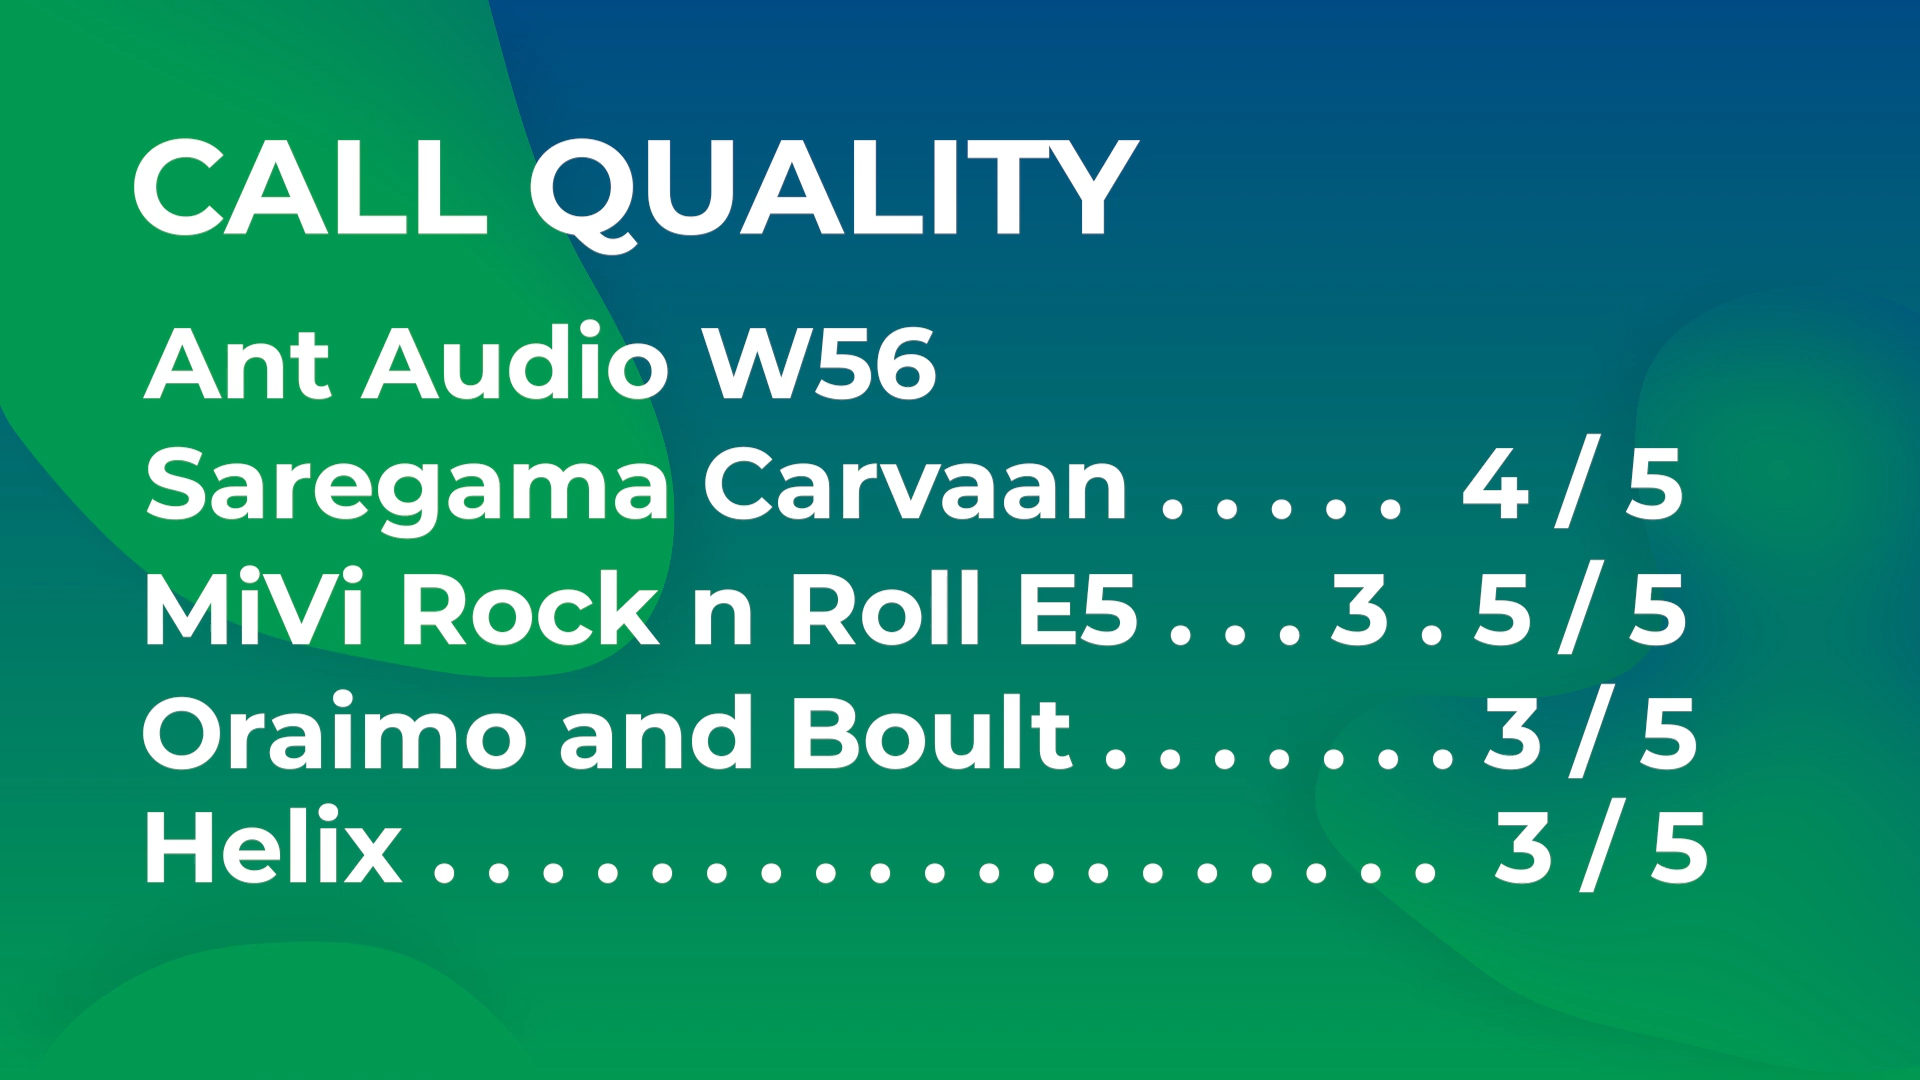 CALL QUALITY
Ant Audio W56
Saregama Carvaan . . . . . 4 / 5
MiVi Rock n Roll E5 . . . 3 . 5 / 5
Oraimo and Boult . . . . . . . 3 / 5
Helix . . . . . . . . . . . . . . . . . . . 3 / 5